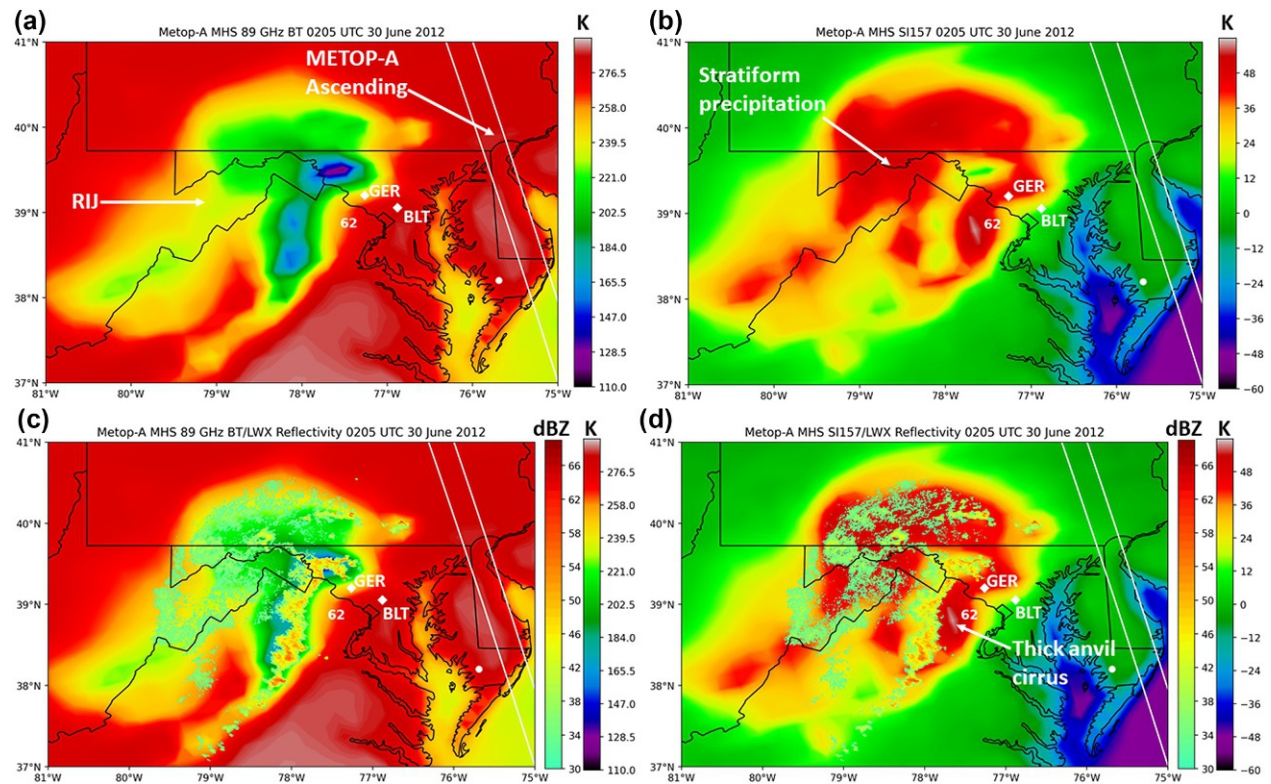 (a)
Metop-A MHS 89 GHz BT 0205 UTC 30 June 2012
K
METOP-A
Ascending
RIJ
GER
BLT
62
41°N
40°N
39°N
38°N
37°N
81°W
80°W
79°W
78°W
77°W
76°W
75°W
276.5
258.0
239.5
221.0
202.5
184.0
165.5
147.0
128.5
110.0
(b)
Metop-A MHS SI157 0205 UTC 30 June 2012
K
Stratiform
precipitation
GER
62
BLT
41°N
40°N
39°N
38°N
37°N
81°W
80°W
79°W
78°W
77°W
76°W
75°W
48
36
24
12
0
−12
−24
−36
−48
−60
(c)
Metop-A MHS 89 GHz BT/LWX Reflectivity 0205 UTC 30 June 2012
dBZ
K
GER
62
BLT
41°N
40°N
39°N
38°N
37°N
81°W
80°W
79°W
78°W
77°W
76°W
75°W
66
62
58
54
50
46
42
38
34
30
276.5
258.0
239.5
221.0
202.5
184.0
165.5
147.0
128.5
110.0
(d)
Metop-A MHS SI157/LWX Reflectivity 0205 UTC 30 June 2012
dBZ
K
GER
62
BLT
Thick anvil
cirrus
41°N
40°N
39°N
38°N
37°N
81°W
80°W
79°W
78°W
77°W
76°W
75°W
66
62
58
54
50
46
42
38
34
30
48
36
24
12
0
−12
−24
−36
−48
−60